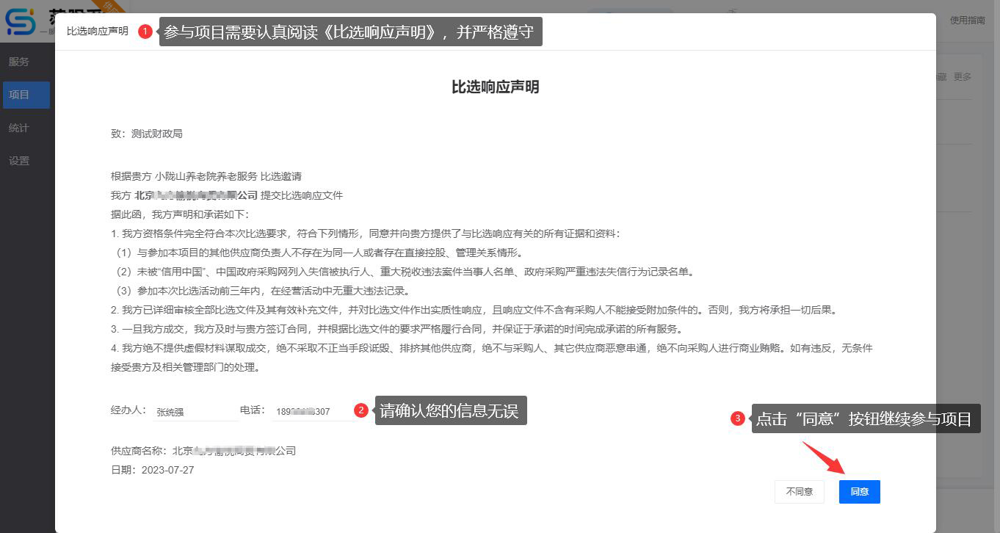 使用指南
比选响应声明
1 参与项目需要认真阅读《比选响应声明》，并严格遵守
服务
项目
统计
设置
藏 更多
比选响应声明
致：测试财政局
根据贵方 小陇山养老院养老服务 比选邀请
我方 北京 公司 提交比选响应文件
据此函，我方声明和承诺如下：
1. 我方资格条件完全符合本次比选要求，符合下列情形，同意并向贵方提供了与比选响应有关的所有证据和资料：
（1）与参加本项目的其他供应商负责人不存在为同一人或者存在直接控股、管理关系情形。
（2）未被“信用中国”、中国政府采购网列入失信被执行人、重大税收违法案件当事人名单、政府采购严重违法失信行为记录名单。
（3）参加本次比选活动前三年内，在经营活动中无重大违法记录。
2. 我方已详细审核全部比选文件及其有效补充文件，并对比选文件作出实质性响应，且响应文件不含有采购人不能接受附加条件的。否则，我方将承担一切后果。
3. 一旦我方成交，我方及时与贵方签订合同，并根据比选文件的要求严格履行合同，并保证于承诺的时间完成承诺的所有服务。
4. 我方绝不提供虚假材料谋取成交，绝不采取不正当手段诋毁、排挤其他供应商，绝不与采购人、其它供应商恶意串通，绝不向采购人进行商业贿赂。如有违反，无条件
接受贵方及相关管理部门的处理。
经办人： 张统强 电话： 189 307
2 请确认您的信息无误
3 点击“同意”按钮继续参与项目
供应商名称：北京 公司
日期：2023-07-27
不同意 同意